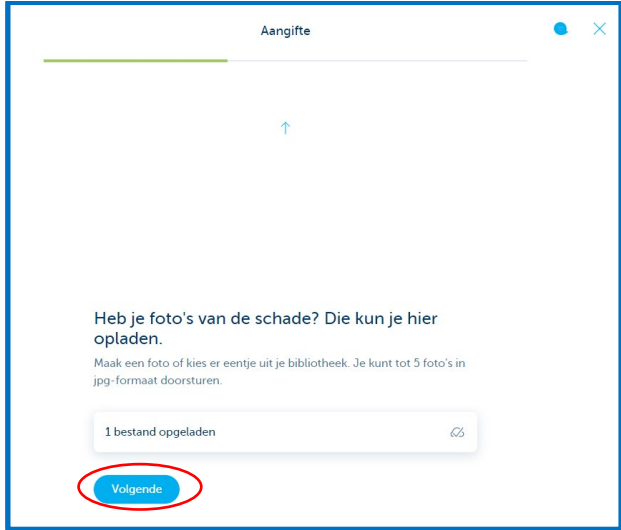 Aangifte
Heb je foto's van de schade? Die kun je hier
opladen.
Maak een foto of kies er eentje uit je bibliotheek. Je kunt tot 5 foto's in
jpg-formaat doorsturen.
1 bestand opgeladen
Volgende